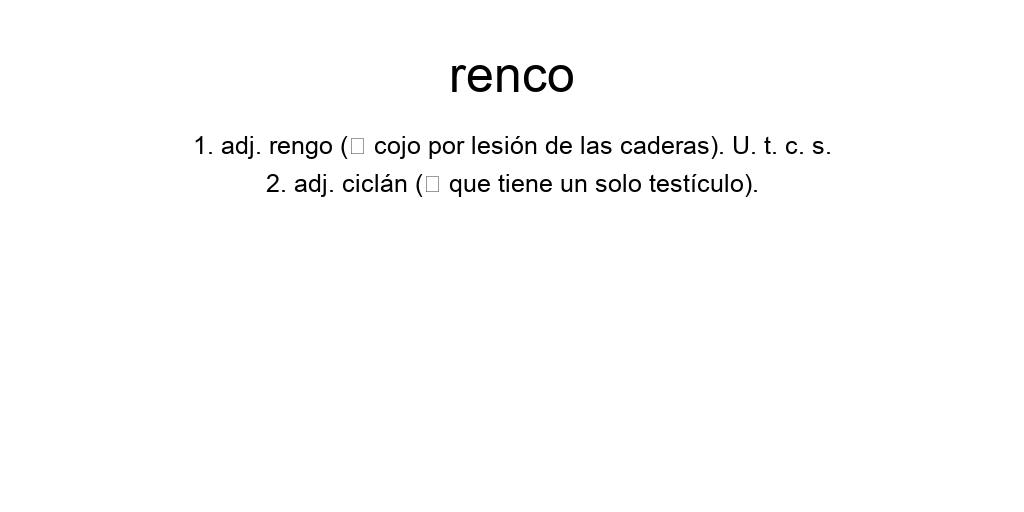 renco
1. adj. rengo (□ cojo por lesión de las caderas). U. t. c. s.
2. adj. ciclán (□ que tiene un solo testículo).